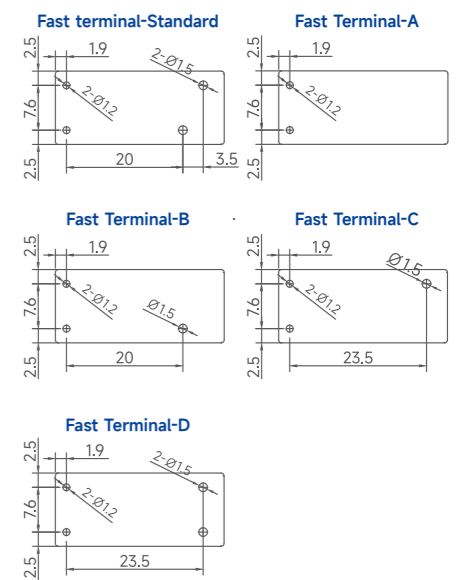 Fast terminal-Standard
2.5
1.9
2-Ø1.5
2-Ø1.2
7.6
20
3.5
2.5
Fast Terminal-A
2.5
1.9
2-Ø1.2
7.6
2.5
Fast Terminal-B
2.5
1.9
2-Ø1.2
Ø1.5
7.6
20
2.5
Fast Terminal-C
2.5
1.9
Ø1.5
2-Ø1.2
7.6
23.5
2.5
Fast Terminal-D
2.5
1.9
2-Ø1.5
2-Ø1.2
7.6
23.5
2.5